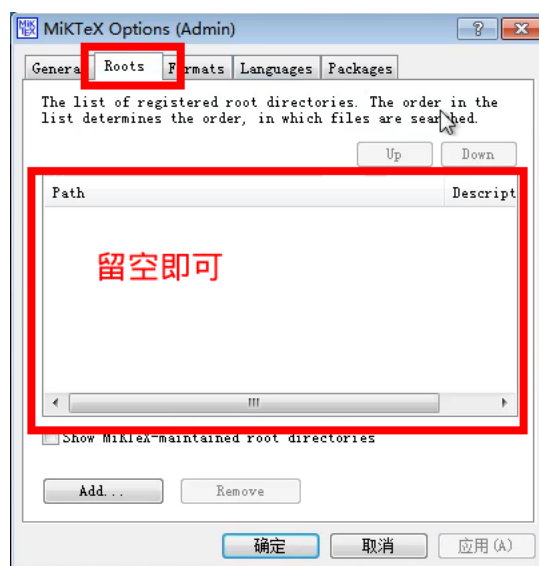 MiKTeX Options (Admin)
General Roots Formats Languages Packages
The list of registered root directories. The order in the
list determines the order, in which files are searched.
Up Down
Path Descript
留空即可
Show MiKTeX-maintained root directories
Add... Remove
确定 取消 应用(A)